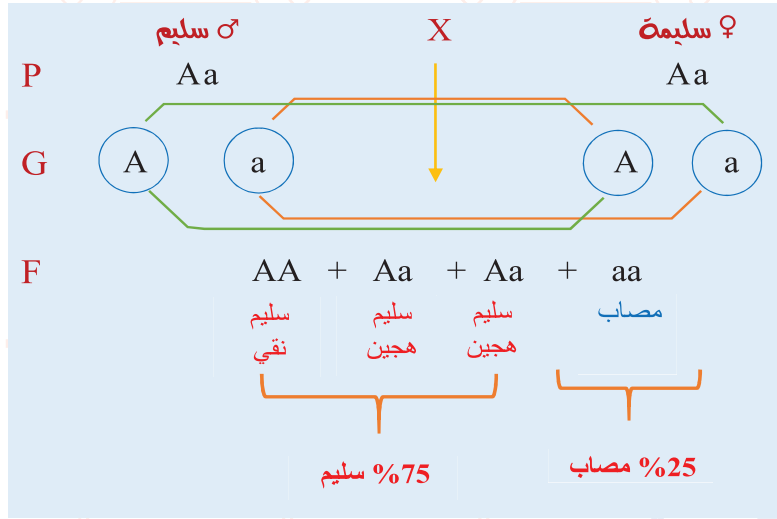 ♂ سليم X ♀ سليمة
P Aa Aa
G A a A a
F AA + Aa + Aa + aa
سليم سليم سليم مصاب
نقي هجين هجين
75% سليم 25% مصاب